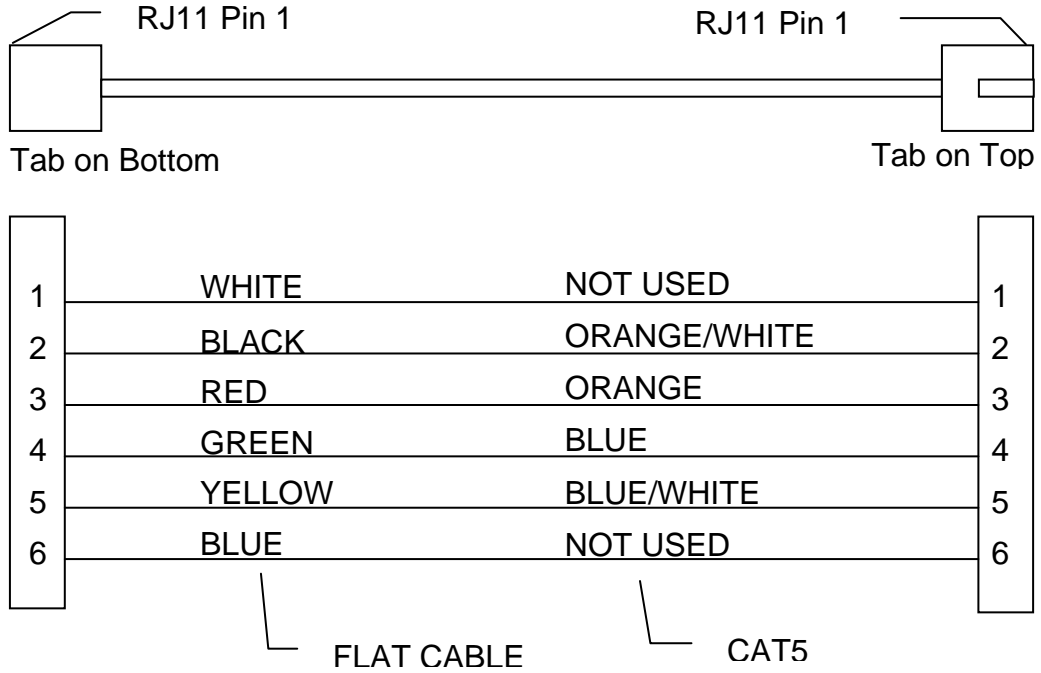 RJ11 Pin 1 RJ11 Pin 1
Tab on Bottom Tab on Top
1 WHITE NOT USED 1
2 BLACK ORANGE/WHITE 2
3 RED ORANGE 3
4 GREEN BLUE 4
5 YELLOW BLUE/WHITE 5
6 BLUE NOT USED 6
FLAT CABLE CAT5